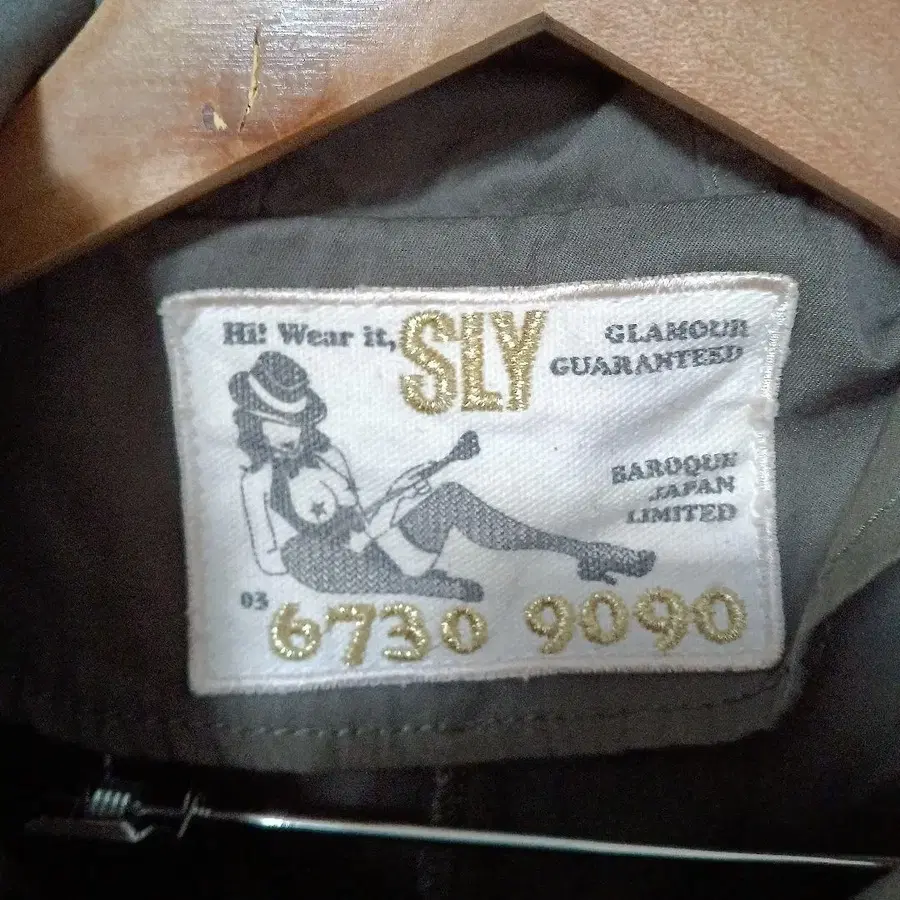 Hi! Wear it, SLY
GLAMOUR
GUARANTEED
BAROQUE
JAPAN
LIMITED
03 6730 9090